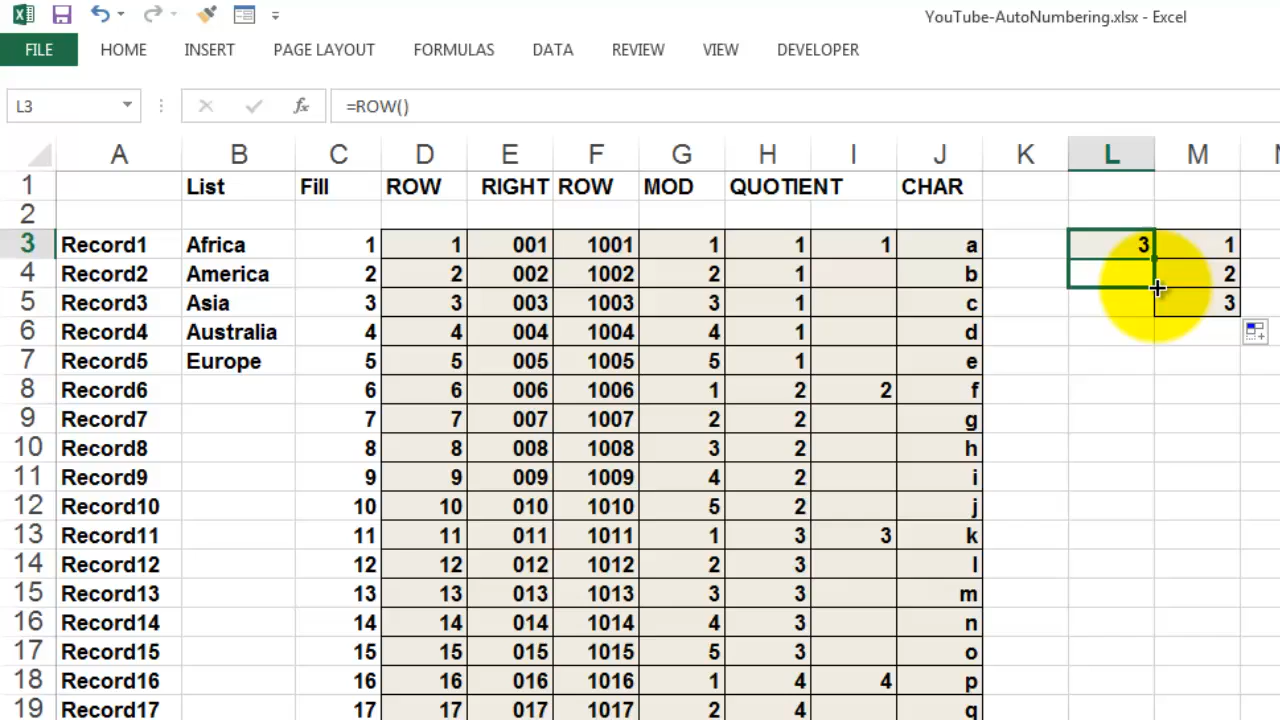 YouTube-AutoNumbering.xlsx - Excel
FILE HOME INSERT PAGE LAYOUT FORMULAS DATA REVIEW VIEW DEVELOPER
L3 fx =ROW()
A B C D E F G H I J K L M
1 List Fill ROW RIGHT ROW MOD QUOTIENT CHAR
2
3 Record1 Africa 1 1 001 1001 1 1 1 a 3 1
4 Record2 America 2 2 002 1002 2 1 b 2
5 Record3 Asia 3 3 003 1003 3 1 c 3
6 Record4 Australia 4 4 004 1004 4 1 d
7 Record5 Europe 5 5 005 1005 5 1 e
8 Record6 6 6 006 1006 1 2 2 f
9 Record7 7 7 007 1007 2 2 g
10 Record8 8 8 008 1008 3 2 h
11 Record9 9 9 009 1009 4 2 i
12 Record10 10 10 010 1010 5 2 j
13 Record11 11 11 011 1011 1 3 3 k
14 Record12 12 12 012 1012 2 3 l
15 Record13 13 13 013 1013 3 3 m
16 Record14 14 14 014 1014 4 3 n
17 Record15 15 15 015 1015 5 3 o
18 Record16 16 16 016 1016 1 4 4 p
19 Record17 17 17 017 1017 2 4 q